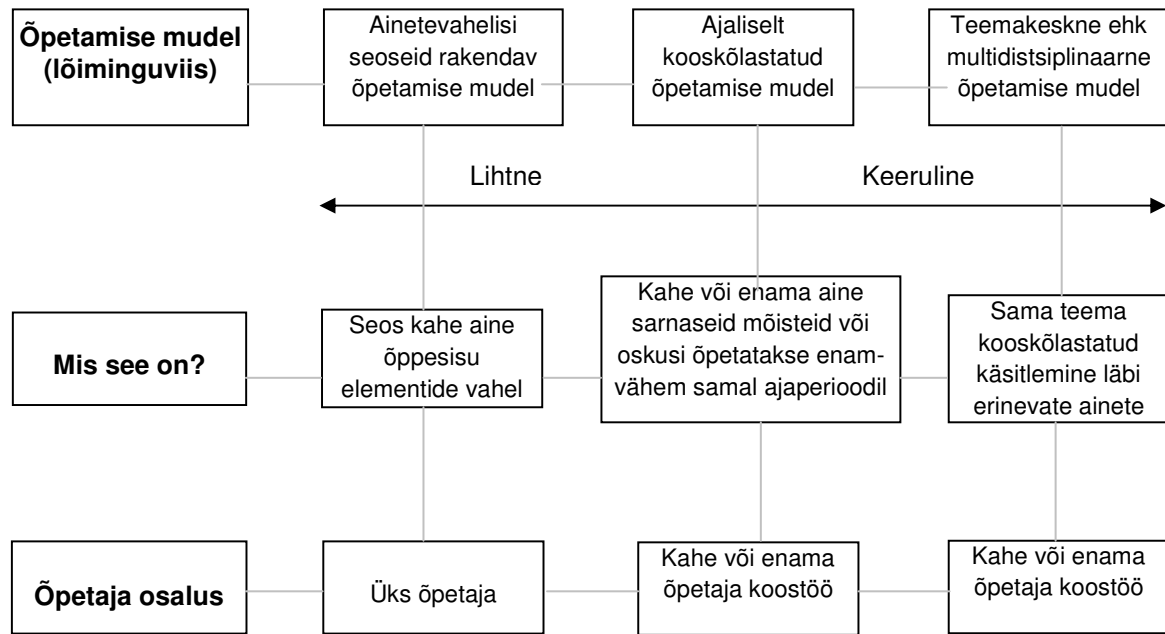 Õpetamise mudel
(lõiminguviis)
Ainetevahelisi
seoseid rakendav
õpetamise mudel
Ajaliselt
kooskõlastatud
õpetamise mudel
Teemakeskne ehk
multidistsiplinaarne
õpetamise mudel
Lihtne
Keeruline
Mis see on?
Seos kahe aine
õppesisu
elementide vahel
Kahe või enama aine
sarnaseid mõisteid või
oskusi õpetatakse enam-
vähem samal ajaperioodil
Sama teema
kooskõlastatud
käsitlemine läbi
erinevate ainete
Õpetaja osalus
Üks õpetaja
Kahe või enama
õpetaja koostöö
Kahe või enama
õpetaja koostöö